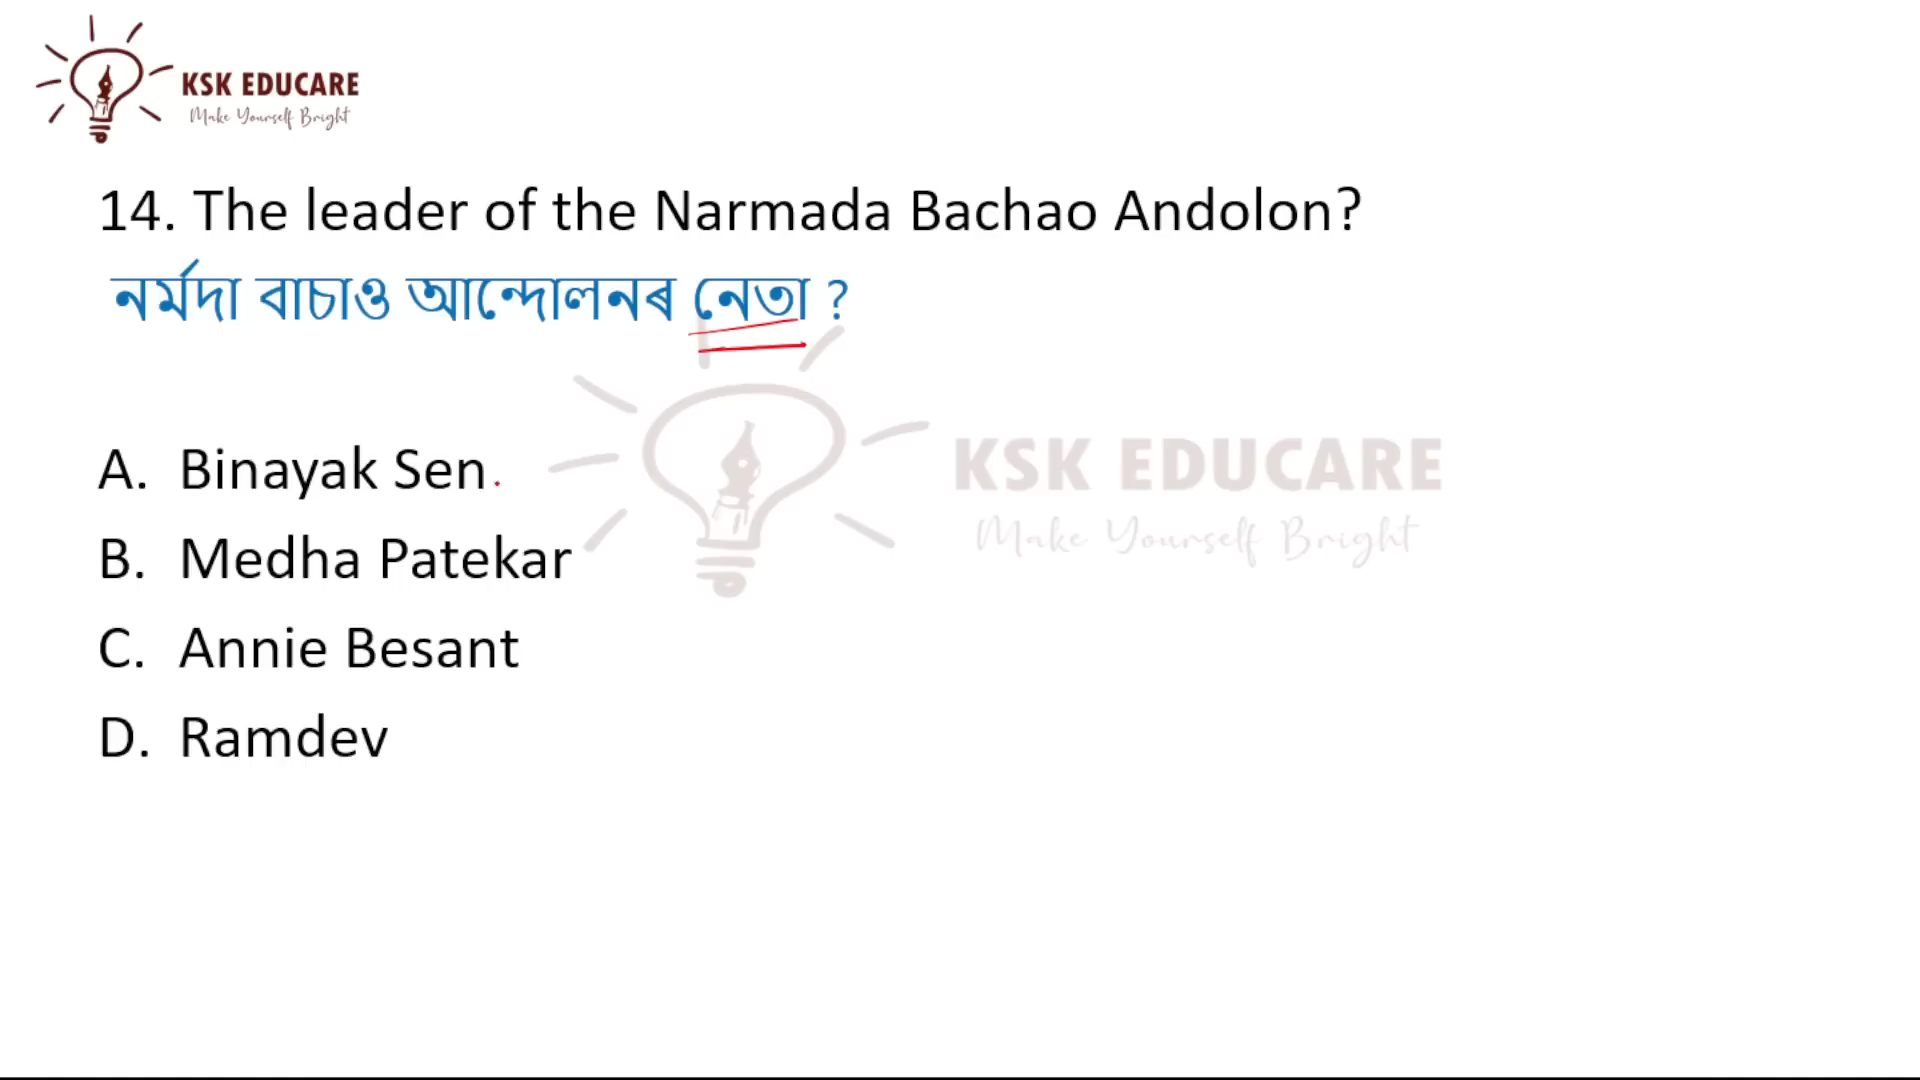 KSK EDUCARE
Make Yourself Bright
14. The leader of the Narmada Bachao Andolon?
নৰ্মদা বাচাও আন্দোলনৰ নেতা ?
KSK EDUCARE
Make Yourself Bright
A. Binayak Sen
B. Medha Patekar
C. Annie Besant
D. Ramdev